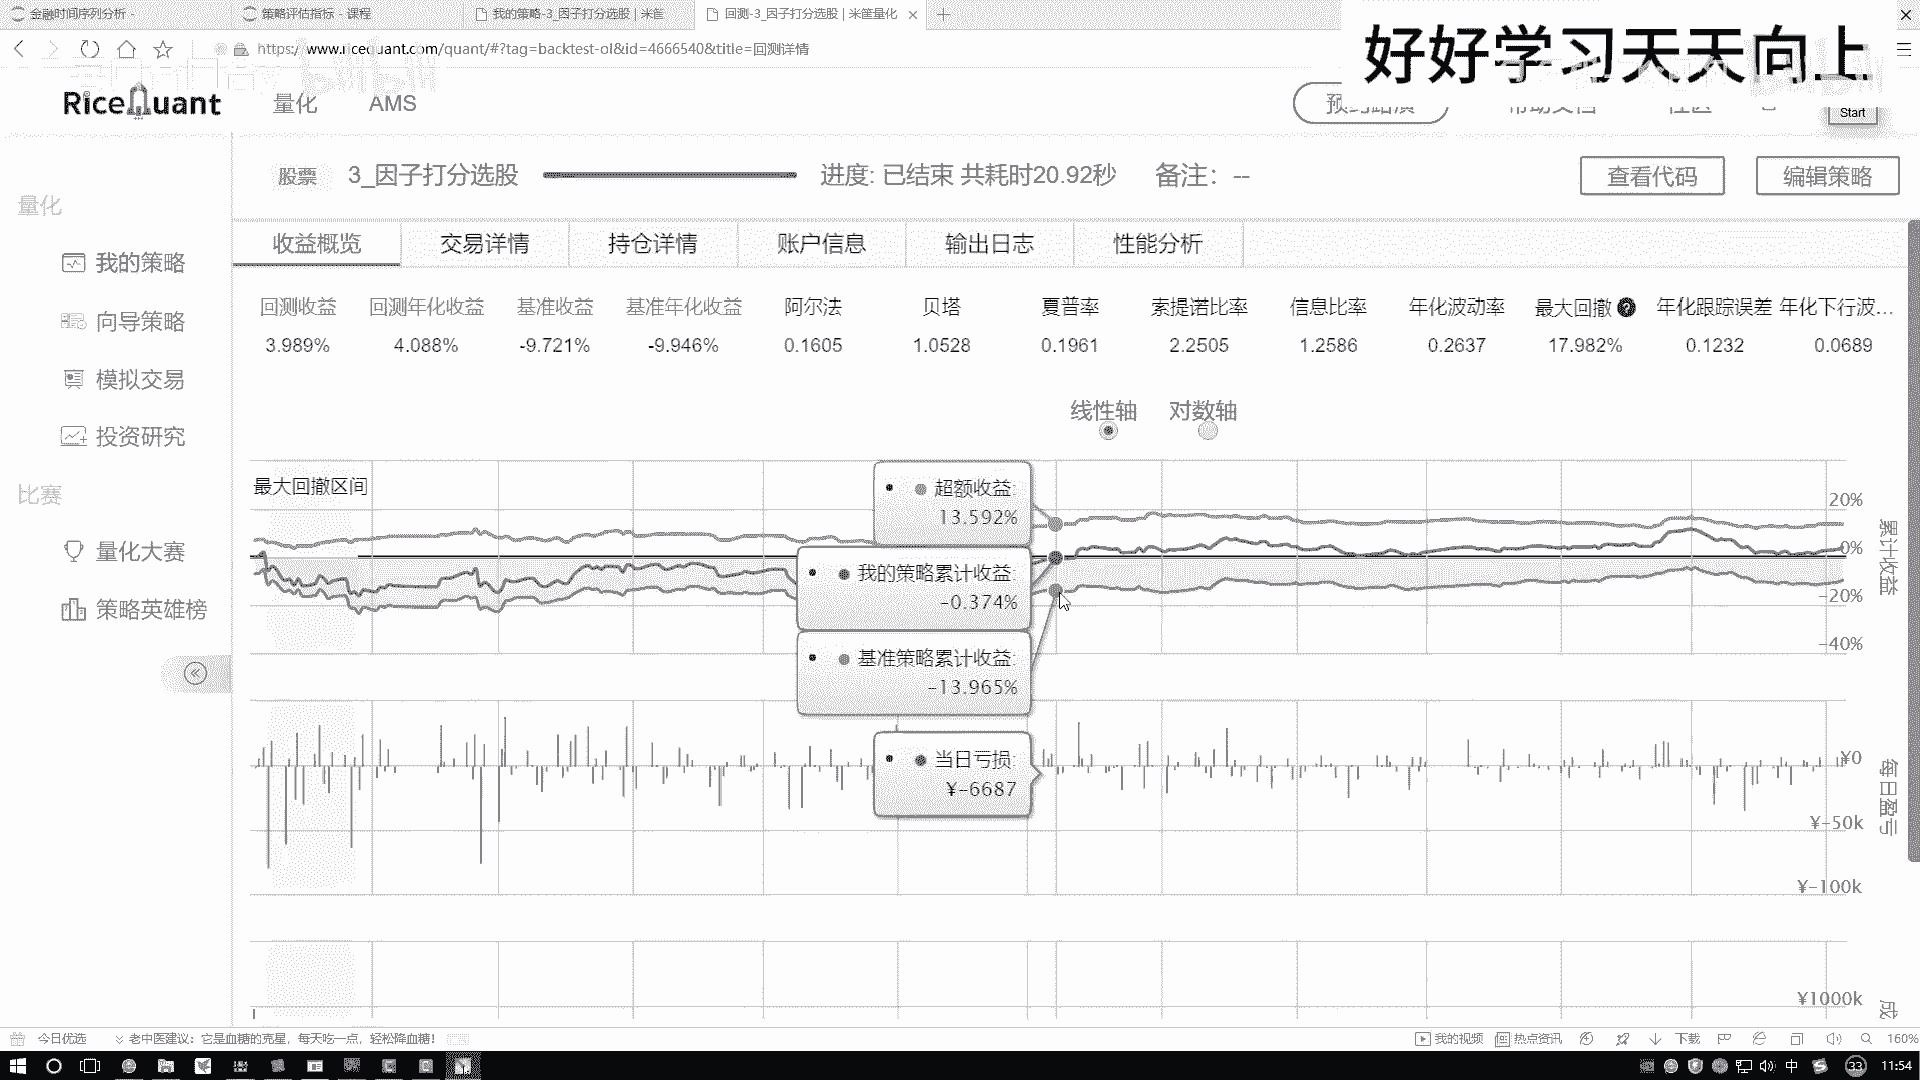 金融时间序列分析 -
策略评估指标 - 课程
我的策略-3_因子打分选股 | 米筐
回测-3_因子打分选股 | 米筐量化
https://www.ricequant.com/quant/#?tag=backtest-ol&id=4666540&title=回测详情
好好学习天天向上
RiceQuant
量化
AMS
Start
股票
3_因子打分选股
进度: 已结束 共耗时20.92秒
备注: --
查看代码
编辑策略
量化
我的策略
向导策略
模拟交易
投资研究
比赛
量化大赛
策略英雄榜
收益概览
交易详情
持仓详情
账户信息
输出日志
性能分析
回测收益 回测年化收益 基准收益 基准年化收益 阿尔法 贝塔 夏普率 索提诺比率 信息比率 年化波动率 最大回撤 年化跟踪误差 年化下行波...
3.989% 4.088% -9.721% -9.946% 0.1605 1.0528 0.1961 2.2505 1.2586 0.2637 17.982% 0.1232 0.0689
线性轴
对数轴
最大回撤区间
超额收益:
13.592%
我的策略累计收益:
-0.374%
基准策略累计收益:
-13.965%
当日亏损:
¥-6687
20%
0%
-20%
-40%
累计收益
¥0
¥-50k
¥-100k
每日盈亏
¥1000k
成
今日优选
老中医建议：它是血糖的克星，每天吃一点，轻松降血糖！
我的视频
热点资讯
下载
160%
中
33
11:54